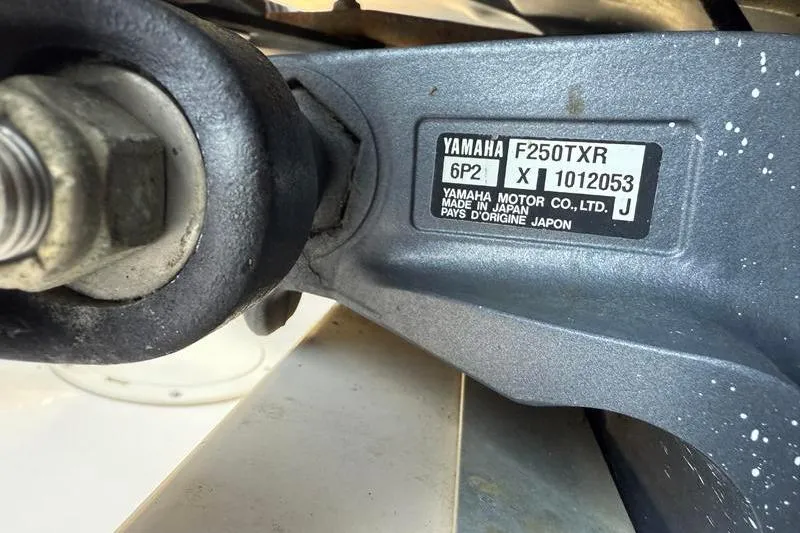 YAMAHA F250TXR
6P2 X 1012053
YAMAHA MOTOR CO., LTD. J
MADE IN JAPAN
PAYS D'ORIGINE JAPON